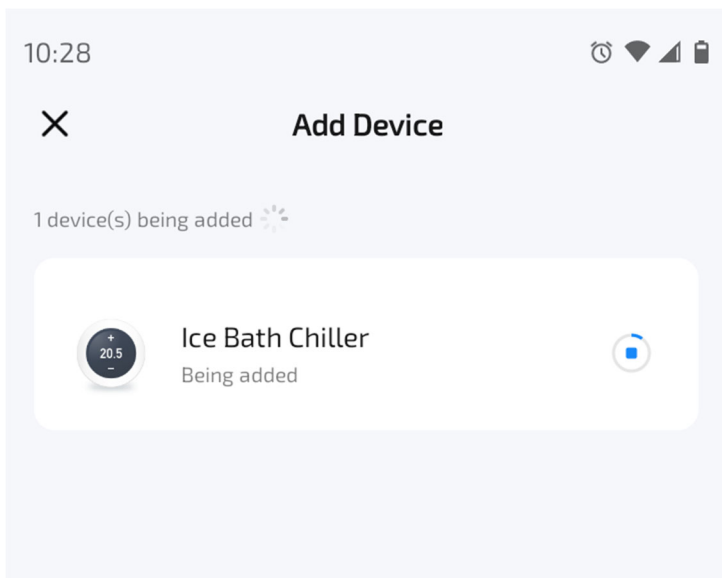 10:28
Add Device
1 device(s) being added
Ice Bath Chiller
+
20.5
−
Being added